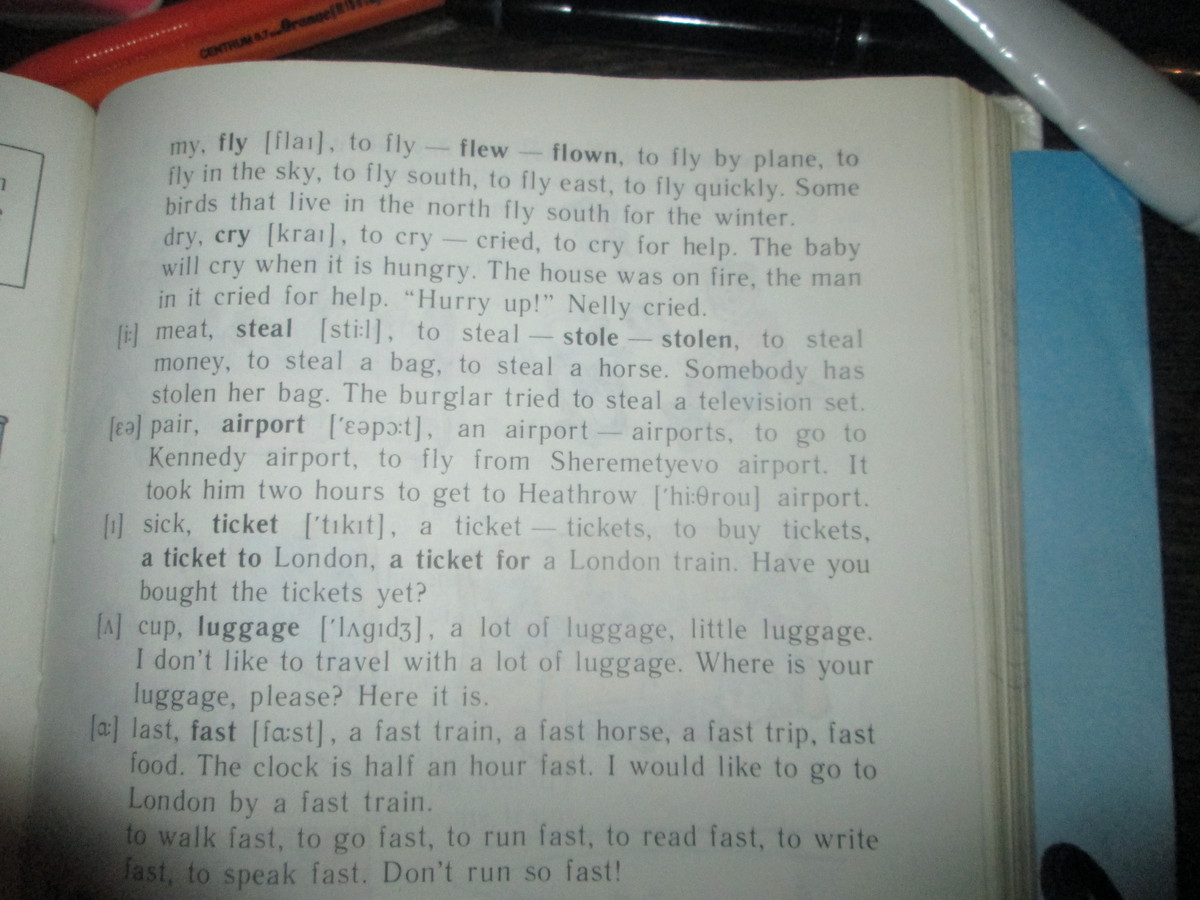 CENTRUM 0.7
my, fly [flaɪ], to fly — flew — flown, to fly by plane, to
fly in the sky, to fly south, to fly east, to fly quickly. Some
birds that live in the north fly south for the winter.
dry, cry [kraɪ], to cry — cried, to cry for help. The baby
will cry when it is hungry. The house was on fire, the man
in it cried for help. “Hurry up!” Nelly cried.
[i:] meat, steal [sti:l], to steal — stole — stolen, to steal
money, to steal a bag, to steal a horse. Somebody has
stolen her bag. The burglar tried to steal a television set.
[ɛə] pair, airport [ˈɛəpɔ:t], an airport — airports, to go to
Kennedy airport, to fly from Sheremetyevo airport. It
took him two hours to get to Heathrow [ˈhi:θrou] airport.
[ɪ] sick, ticket [ˈtɪkɪt], a ticket — tickets, to buy tickets,
a ticket to London, a ticket for a London train. Have you
bought the tickets yet?
[ʌ] cup, luggage [ˈlʌgɪdʒ], a lot of luggage, little luggage.
I don’t like to travel with a lot of luggage. Where is your
luggage, please? Here it is.
[ɑ:] last, fast [fɑ:st], a fast train, a fast horse, a fast trip, fast
food. The clock is half an hour fast. I would like to go to
London by a fast train.
to walk fast, to go fast, to run fast, to read fast, to write
fast, to speak fast. Don’t run so fast!